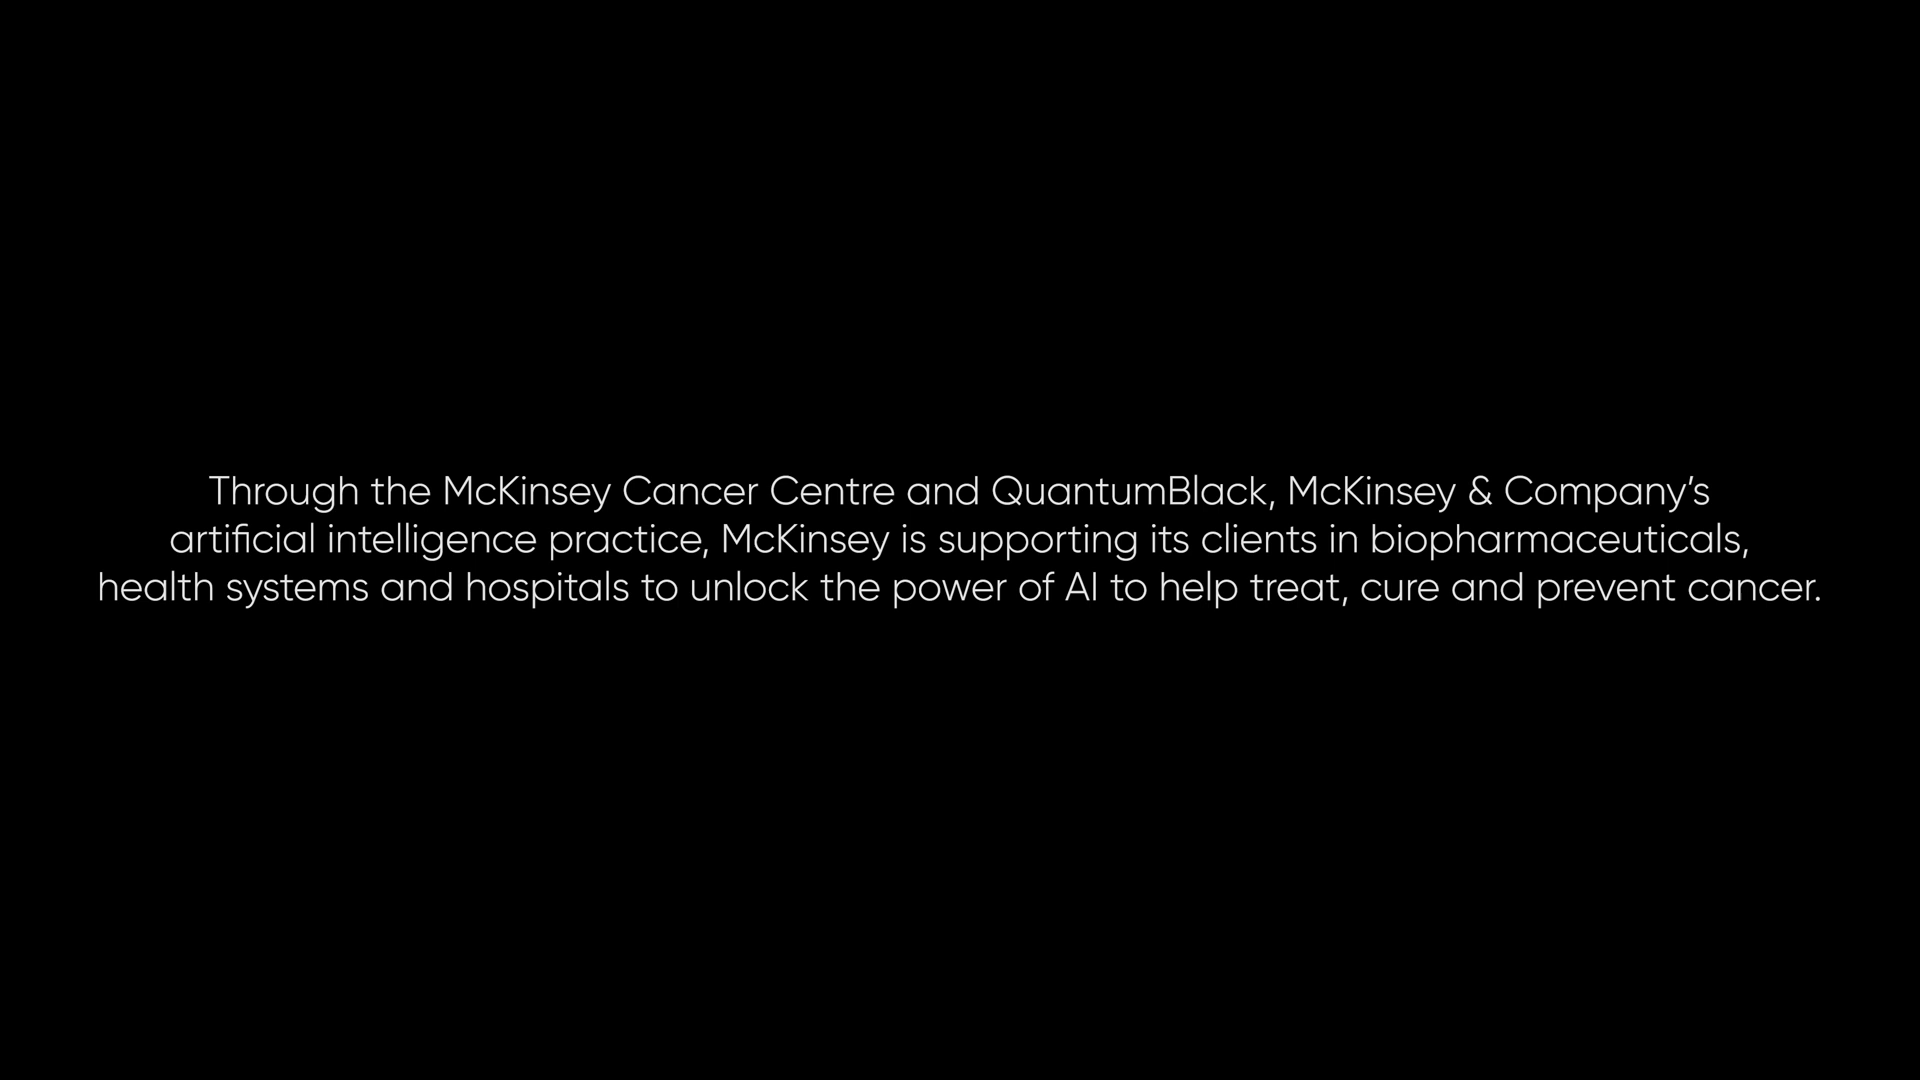 Through the McKinsey Cancer Centre and QuantumBlack, McKinsey & Company’s
artificial intelligence practice, McKinsey is supporting its clients in biopharmaceuticals,
health systems and hospitals to unlock the power of AI to help treat, cure and prevent cancer.